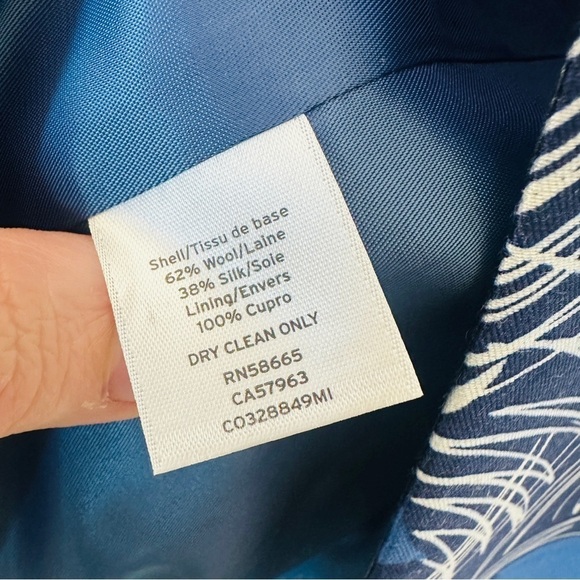 Shell/Tissu de base
62% Wool/Laine
38% Silk/Soie
Lining/Envers
100% Cupro
DRY CLEAN ONLY
RN58665
CA57963
CO328849MI